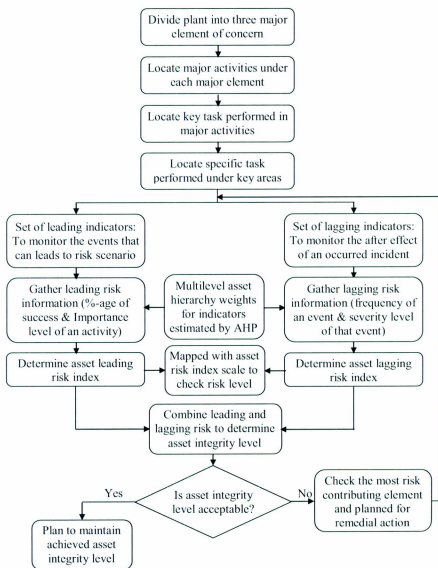 Divide plant into three major
element of concern
Locate major activities under
each major element
Locate key task performed in
major activities
Locate specific task
performed under key areas
Set of leading indicators:
To monitor the events that
can leads to risk scenario
Set of lagging indicators:
To monitor the after effect
of an occurred incident
Gather leading risk
information (%-age of
success & Importance
level of an activity)
Multilevel asset
hierarchy weights
for indicators
estimated by AHP
Gather lagging risk
information (frequency of
an event & severity level
of that event)
Determine asset leading
risk index
Mapped with asset
risk index scale to
check risk level
Determine asset lagging
risk index
Combine leading and
lagging risk to determine
asset integrity level
Yes
Is asset integrity
level acceptable?
No
Check the most risk
contributing element
and planned for
remedial action
Plan to maintain
achieved asset
integrity level